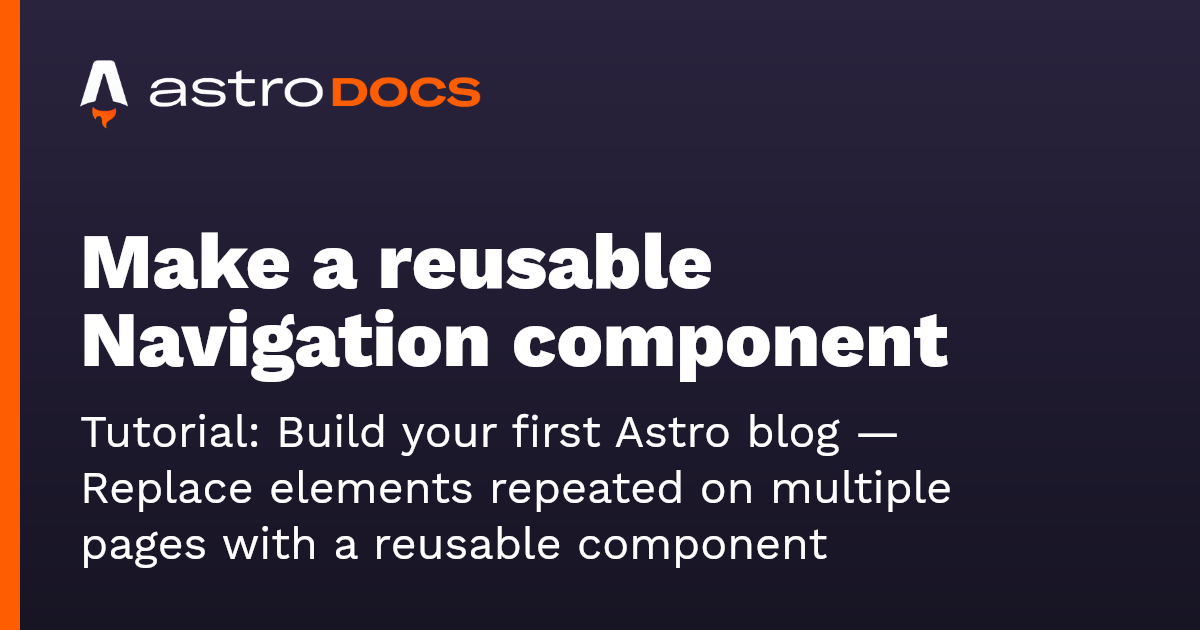 astro DOCS
Make a reusable
Navigation component
Tutorial: Build your first Astro blog —
Replace elements repeated on multiple
pages with a reusable component